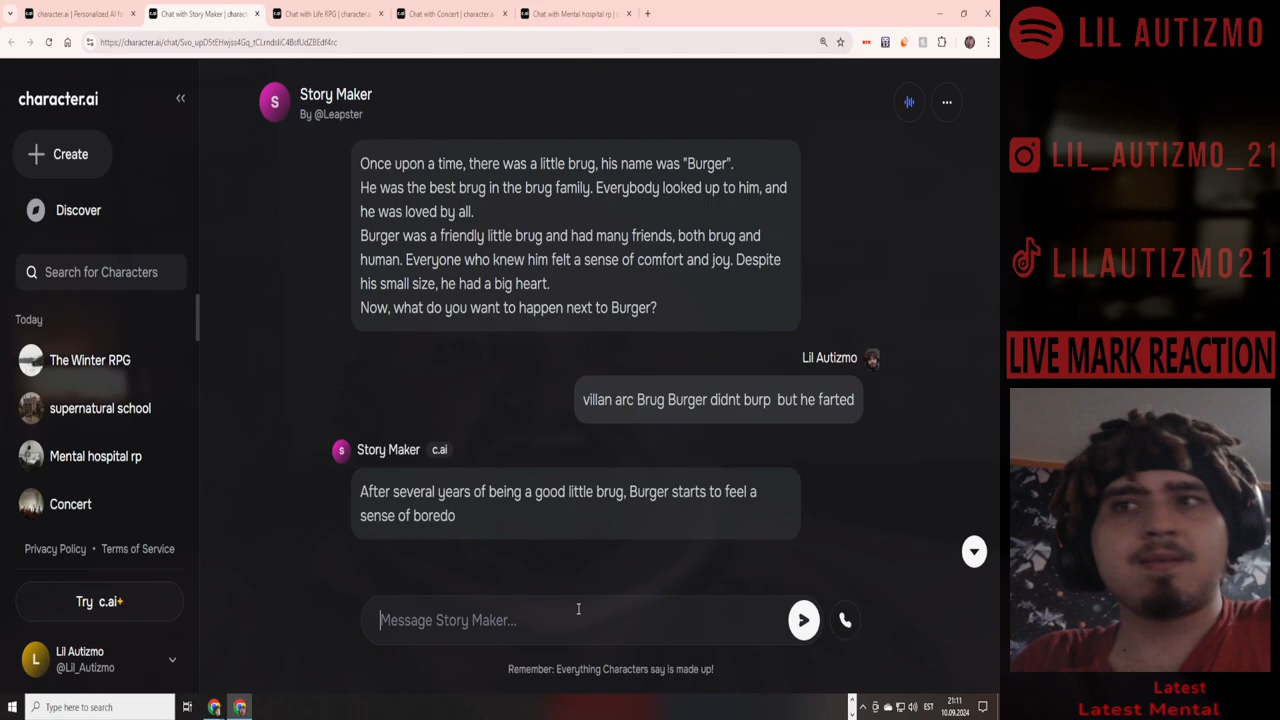 character.ai | Personalized AI for
Chat with Story Maker | charac
Chat with Life RPG | character.ai
Chat with Concert | character.ai
Chat with Mental hospital rp | c
character.ai
Create
Discover
Search for Characters
Today
The Winter RPG
supernatural school
Mental hospital rp
Concert
Privacy Policy • Terms of Service
Try c.ai+
L
Lil Autizmo
@Lil_Autizmo
S
Story Maker
By @Leapster
Once upon a time, there was a little brug, his name was "Burger".
He was the best brug in the brug family. Everybody looked up to him, and
he was loved by all.
Burger was a friendly little brug and had many friends, both brug and
human. Everyone who knew him felt a sense of comfort and joy. Despite
his small size, he had a big heart.
Now, what do you want to happen next to Burger?
Lil Autizmo
villan arc Brug Burger didnt burp  but he farted
S
Story Maker c.ai
After several years of being a good little brug, Burger starts to feel a
sense of boredo
Message Story Maker...
Remember: Everything Characters say is made up!
LIL AUTIZMO
LIL_AUTIZMO_21
LILAUTIZMO21
LIVE MARK REACTION
Latest
Latest Mental
Type here to search
EST
21:11
10.09.2024